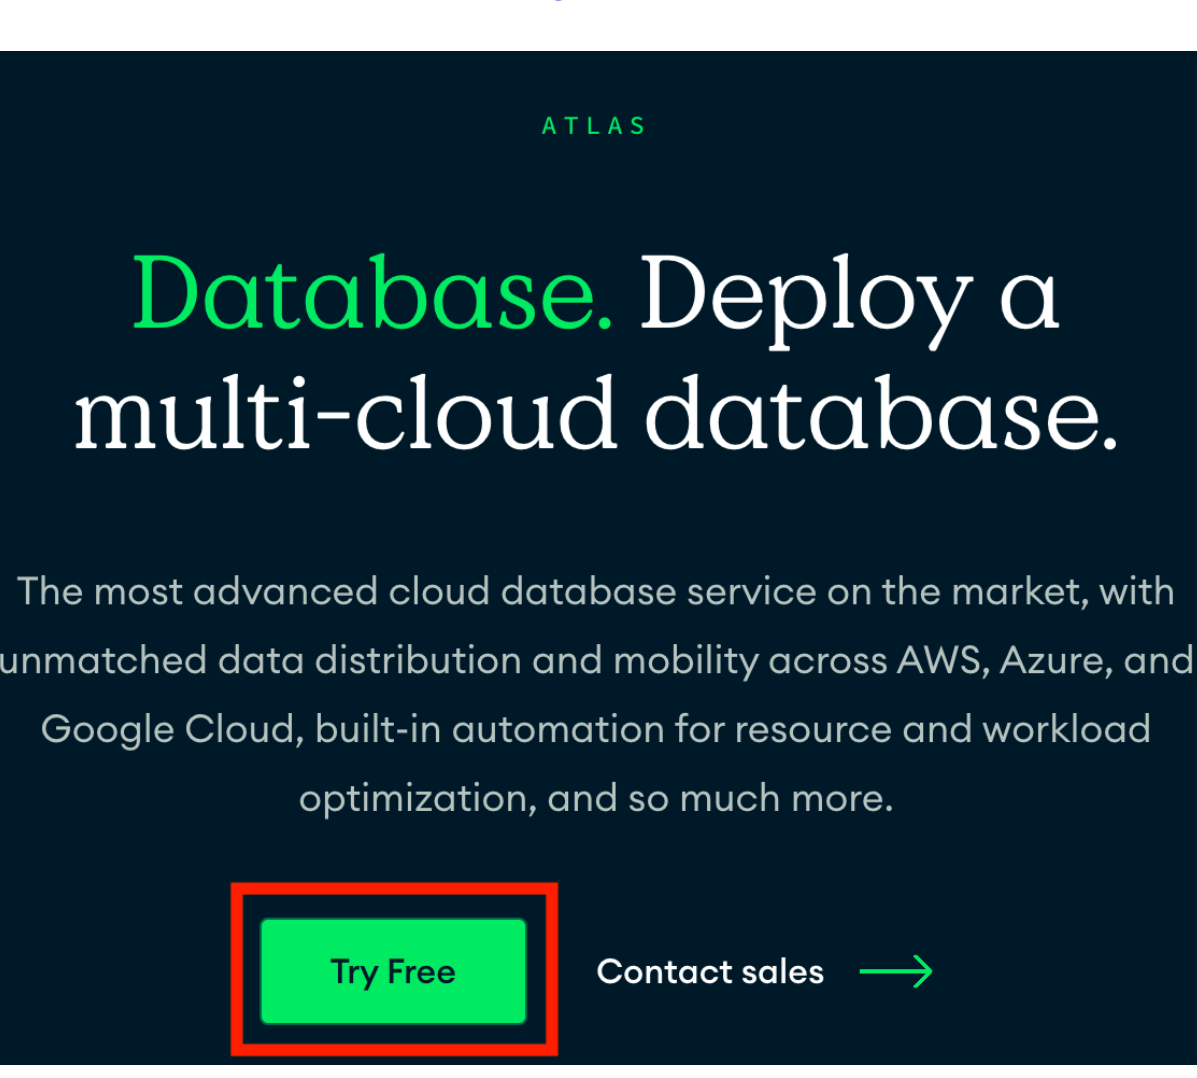 ATLAS
Database. Deploy a
multi-cloud database.
The most advanced cloud database service on the market, with
unmatched data distribution and mobility across AWS, Azure, and
Google Cloud, built-in automation for resource and workload
optimization, and so much more.
Try Free
Contact sales